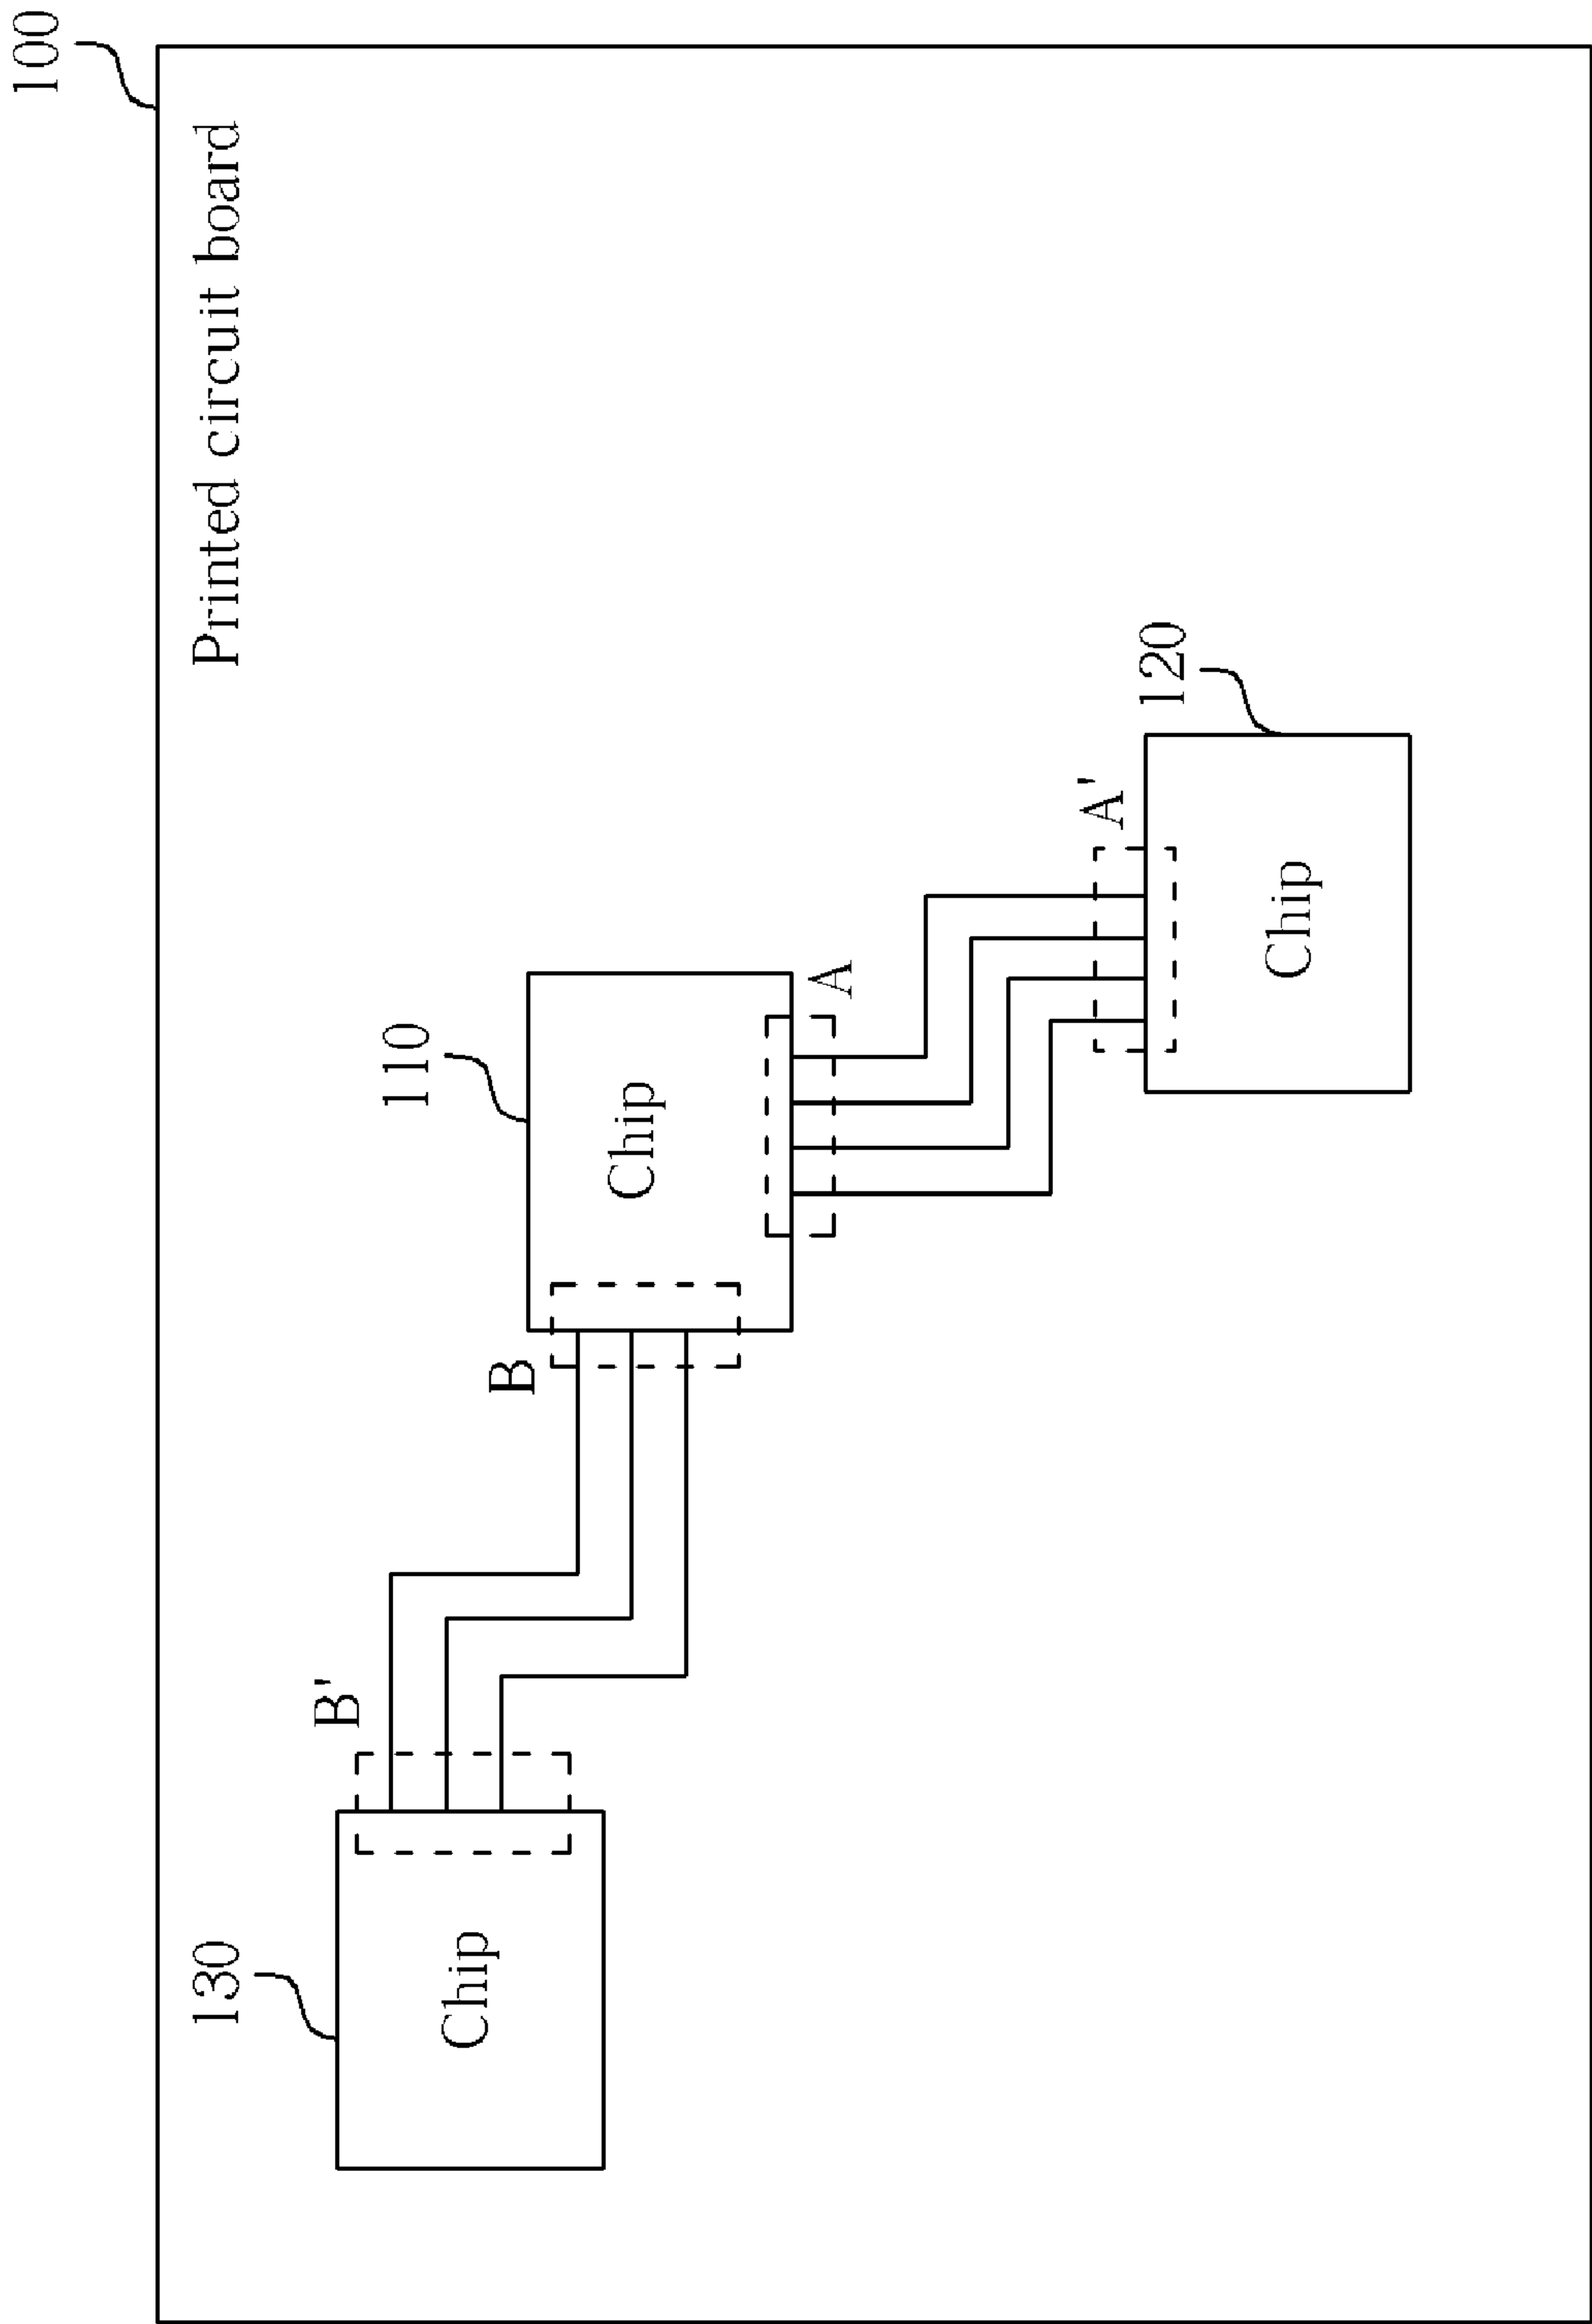 100
Printed circuit board
130
Chip
B'
B
110
Chip
A
A'
120
Chip